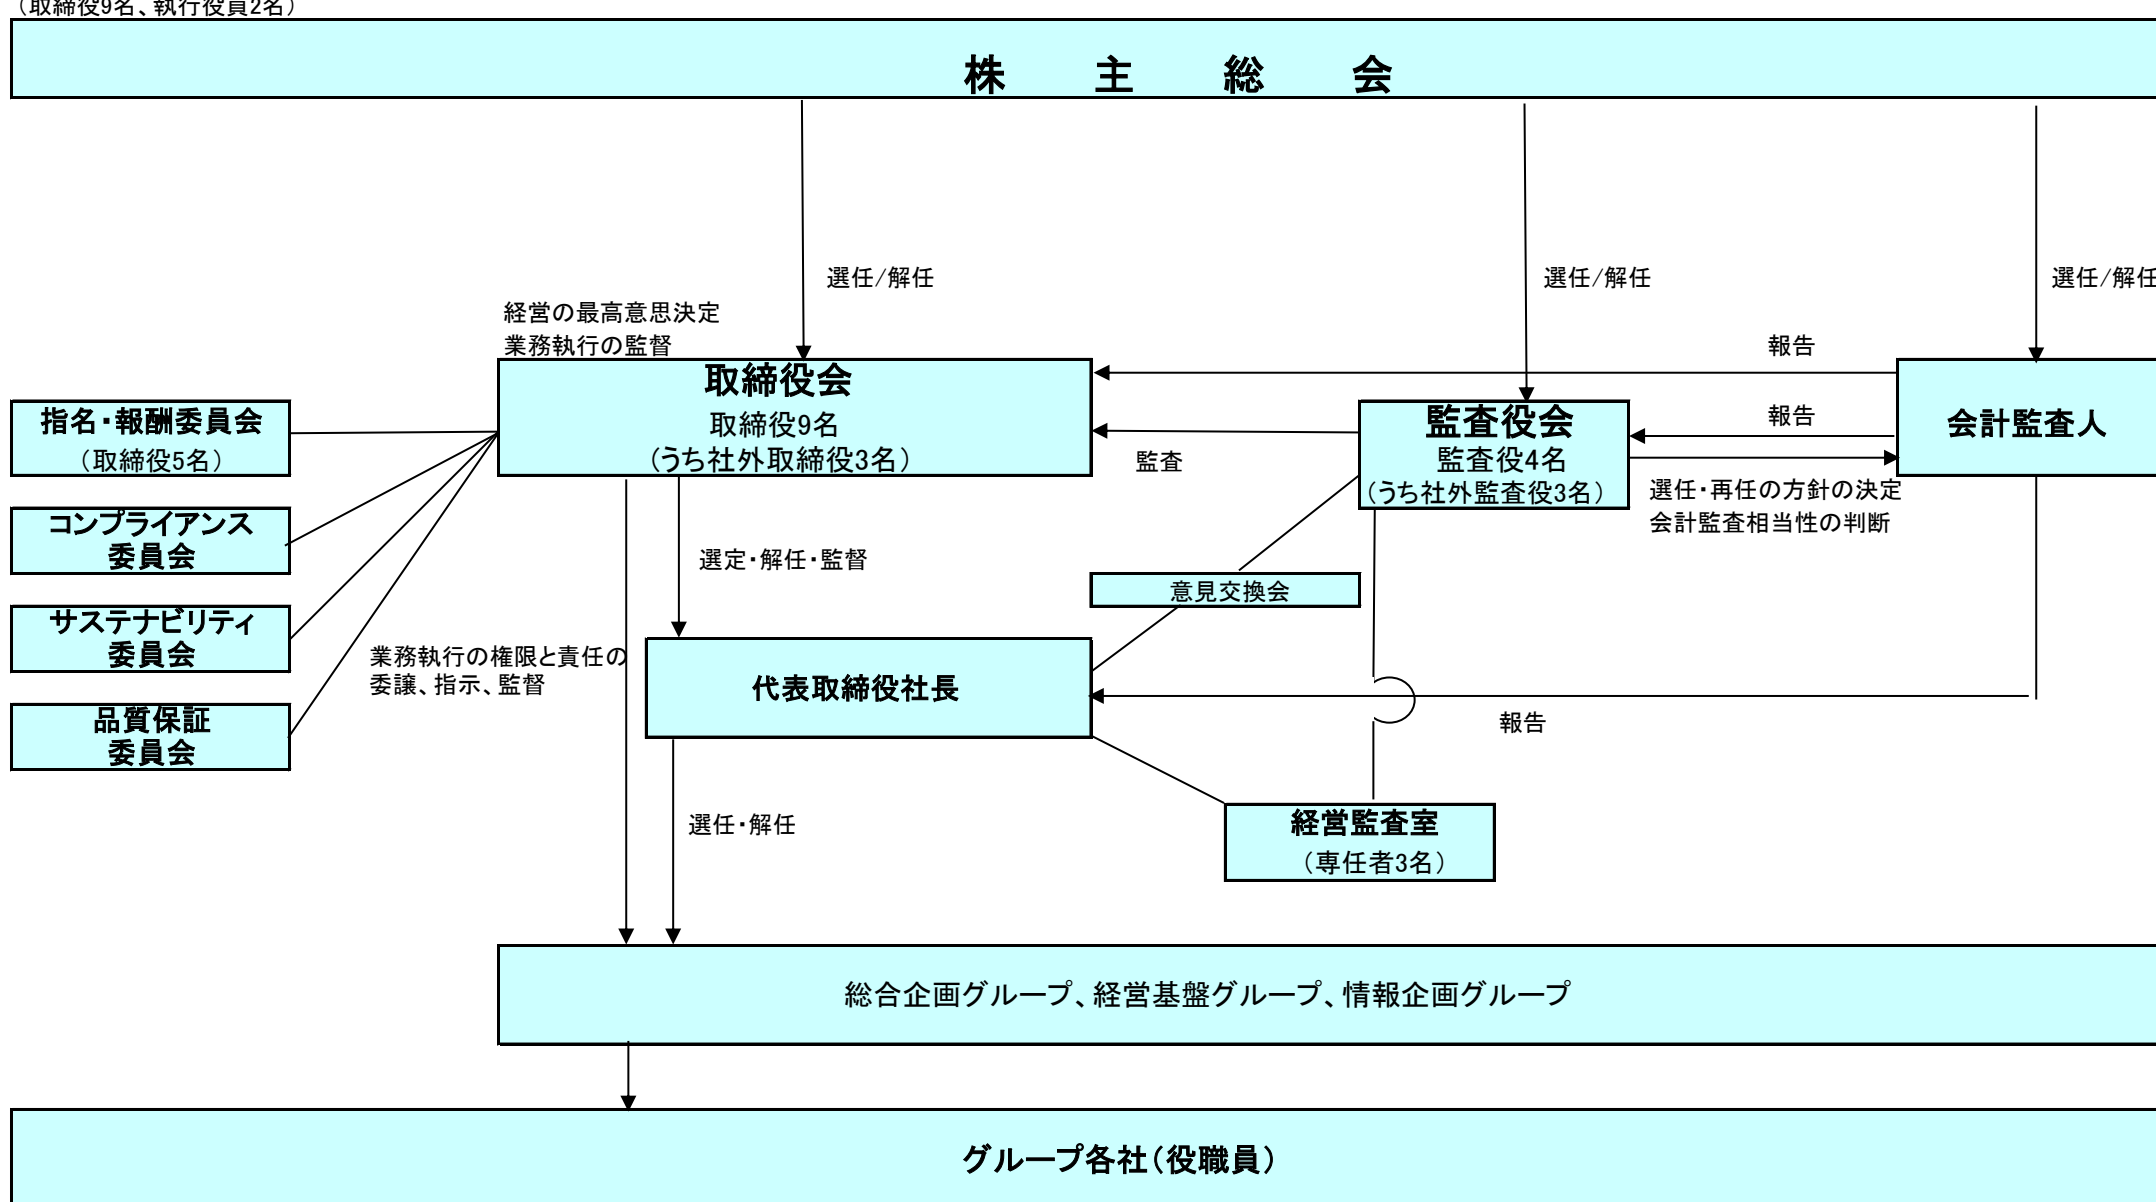 （取締役9名、執行役員2名）
株主総会
選任/解任
選任/解任
選任/解任
経営の最高意思決定
業務執行の監督
報告
取締役会
取締役9名
（うち社外取締役3名）
指名・報酬委員会
（取締役5名）
監査
監査役会
監査役4名
（うち社外監査役3名）
報告
会計監査人
選任・再任の方針の決定
会計監査相当性の判断
コンプライアンス
委員会
選定・解任・監督
意見交換会
サステナビリティ
委員会
業務執行の権限と責任の
委譲、指示、監督
代表取締役社長
報告
品質保証
委員会
選任・解任
経営監査室
（専任者3名）
総合企画グループ、経営基盤グループ、情報企画グループ
グループ各社（役職員）